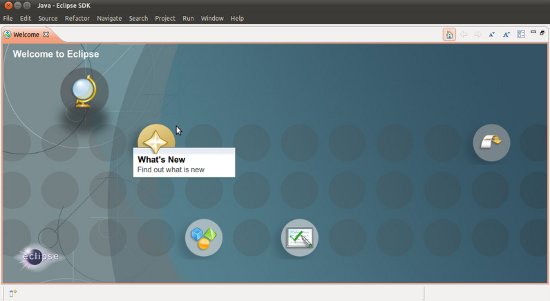 Java - Eclipse SDK
File Edit Source Refactor Navigate Search Project Run Window Help
Welcome
Welcome to Eclipse
What's New
Find out what is new
eclipse